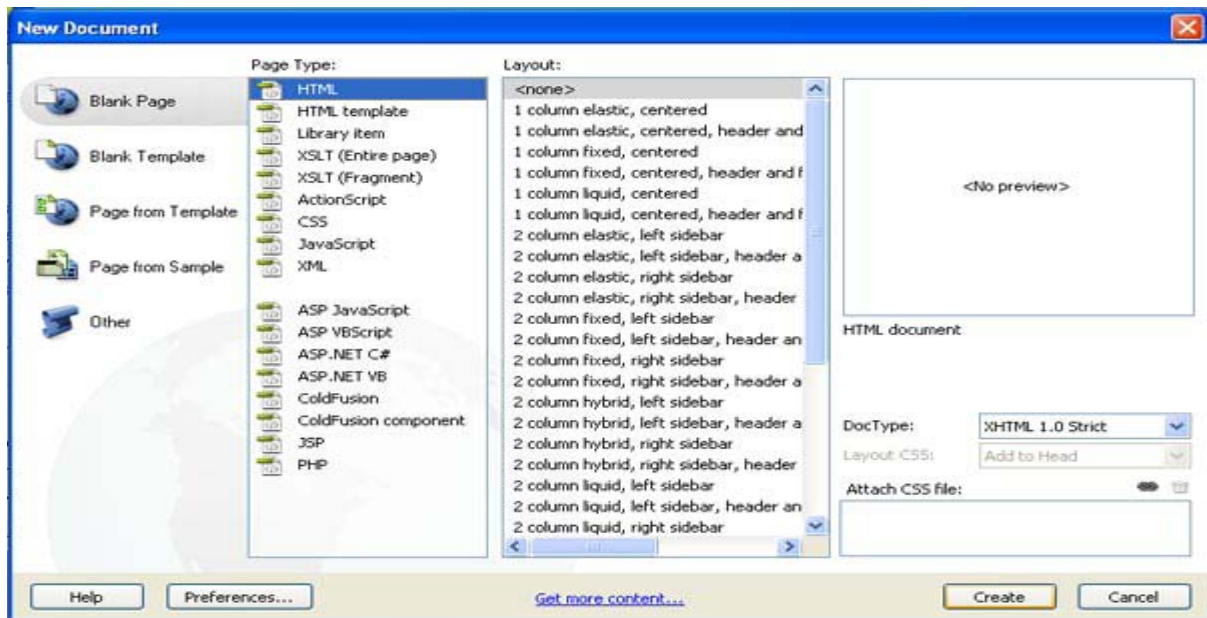 New Document
Blank Page
Blank Template
Page from Template
Page from Sample
Other
Page Type:
HTML
HTML template
Library item
XSLT (Entire page)
XSLT (Fragment)
ActionScript
CSS
JavaScript
XML
ASP JavaScript
ASP VBScript
ASP.NET C#
ASP.NET VB
ColdFusion
ColdFusion component
JSP
PHP
Layout:
<none>
1 column elastic, centered
1 column elastic, centered, header and
1 column fixed, centered
1 column fixed, centered, header and f
1 column liquid, centered
1 column liquid, centered, header and f
2 column elastic, left sidebar
2 column elastic, left sidebar, header a
2 column elastic, right sidebar
2 column elastic, right sidebar, header
2 column fixed, left sidebar
2 column fixed, left sidebar, header an
2 column fixed, right sidebar
2 column fixed, right sidebar, header a
2 column hybrid, left sidebar
2 column hybrid, left sidebar, header a
2 column hybrid, right sidebar
2 column hybrid, right sidebar, header
2 column liquid, left sidebar
2 column liquid, left sidebar, header an
2 column liquid, right sidebar
<No preview>
HTML document
DocType: XHTML 1.0 Strict
Layout CSS: Add to Head
Attach CSS file:
Help Preferences... Get more content... Create Cancel